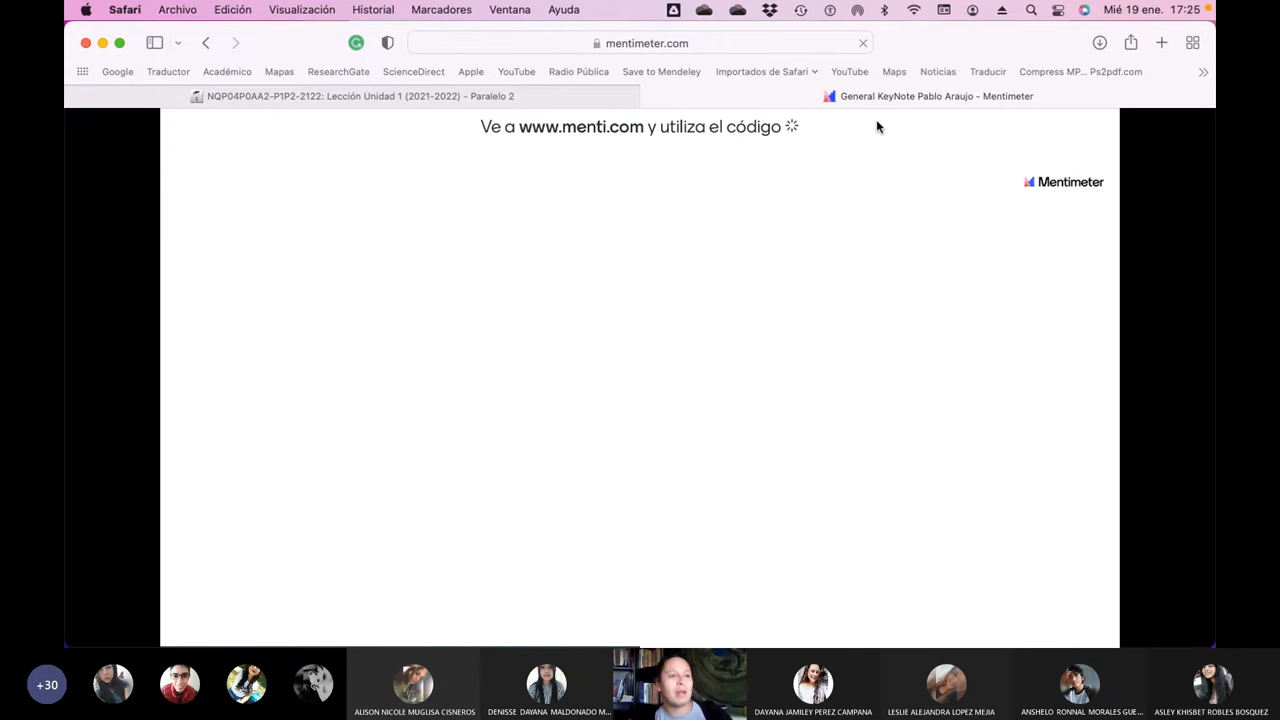 Safari Archivo Edición Visualización Historial Marcadores Ventana Ayuda Mié 19 ene. 17:25
mentimeter.com
Google Traductor Académico Mapas ResearchGate ScienceDirect Apple YouTube Radio Pública Save to Mendeley Importados de Safari YouTube Maps Noticias Traducir Compress MP... Ps2pdf.com
NQP04P0AA2-P1P2-2122: Lección Unidad 1 (2021-2022) - Paralelo 2 General KeyNote Pablo Araujo - Mentimeter
Ve a www.menti.com y utiliza el código
Mentimeter
+30 ALISON NICOLE MUGLISA CISNEROS DENISSE DAYANA MALDONADO M... DAYANA JAMILEY PEREZ CAMPANA LESLIE ALEJANDRA LOPEZ MEJIA ANSHELO RONNAL MORALES GUE... ASLEY KHISBET ROBLES BOSQUEZ